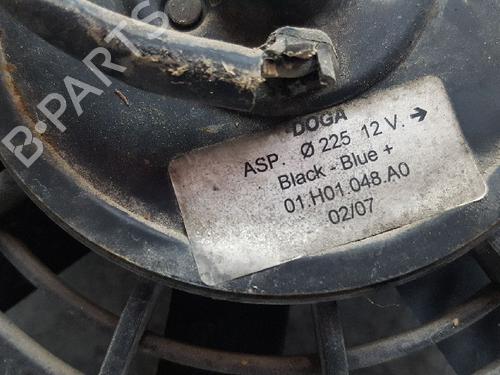 DOGA
ASP. Ø 225 12 V. →
Black - Blue +
01.H01.048.A0
02/07
B-PARTS